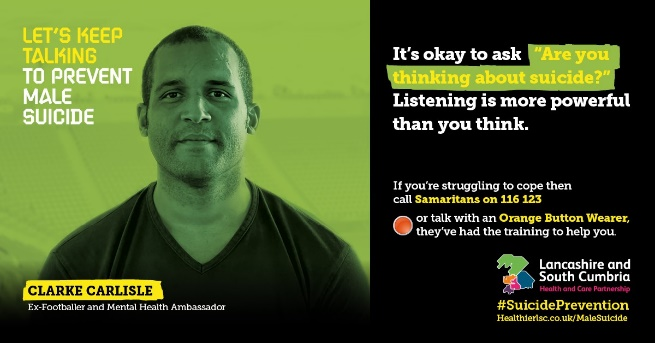 LET'S KEEP
TALKING
TO PREVENT
MALE
SUICIDE
CLARKE CARLISLE
Ex-Footballer and Mental Health Ambassador
It's okay to ask "Are you
thinking about suicide?"
Listening is more powerful
than you think.
If you're struggling to cope then
call Samaritans on 116 123
or talk with an Orange Button Wearer,
they've had the training to help you.
Lancashire and
South Cumbria
Health and Care Partnership
#SuicidePrevention
Healthierlsc.co.uk/MaleSuicide